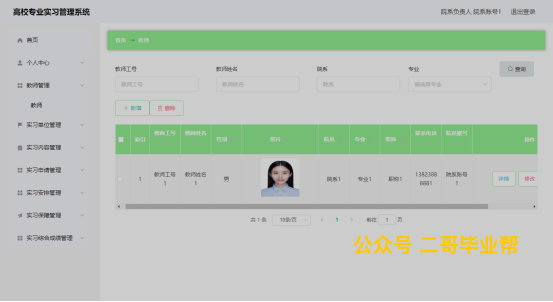 高校专业实习管理系统
院系负责人 院系账号1 退出登录
首页
个人中心
教师管理
教师
实习单位管理
实习内容管理
实习申请管理
实习安排管理
实习保险管理
实习综合成绩管理
首页 教师
教师工号 教师姓名 院系 专业
教师工号 教师姓名 院系 请选择专业 查询
+ 新增 删除
索引 教师工号 教师姓名 性别 照片 院系 专业 职称 联系电话 院系账号 操作
1 教师工号1 教师姓名1 男 院系1 专业1 职称1 13823888881 院系账号1 详情 修改
共 1 条 10条/页 1 前往 1 页
公众号 二哥毕业帮